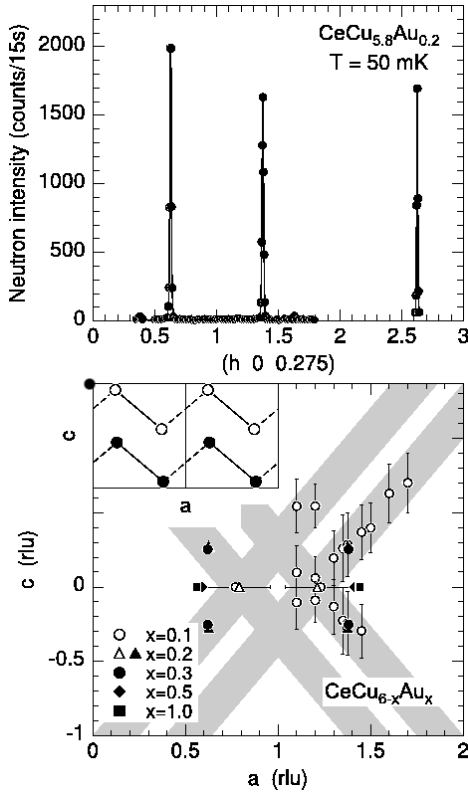 CeCu5.8Au0.2
T = 50 mK
Neutron intensity (counts/15s)
2000
1500
1000
500
0
0 0.5 1 1.5 2 2.5 3
(h 0 0.275)
c
a
c (rlu)
0
-0.5
-1
x=0.1
x=0.2
x=0.3
x=0.5
x=1.0
CeCu6-xAux
0 0.5 1 1.5 2
a (rlu)